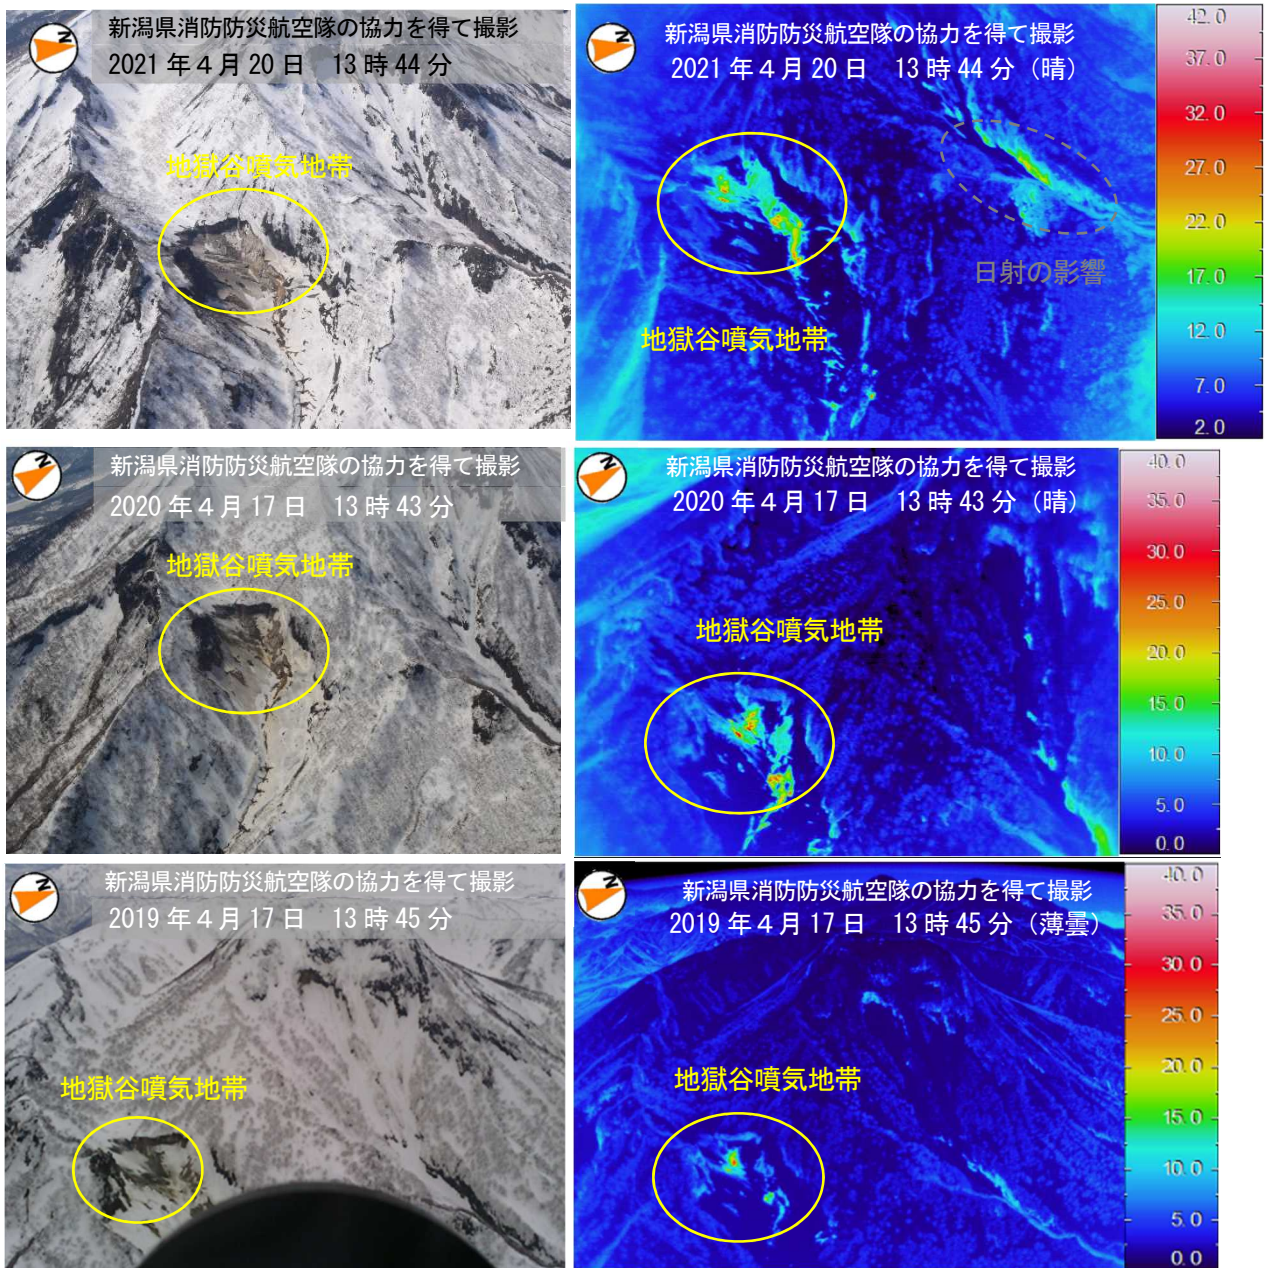 N
新潟県消防防災航空隊の協力を得て撮影
2021年4月20日 13時44分
地獄谷噴気地帯
N
新潟県消防防災航空隊の協力を得て撮影
2021年4月20日 13時44分（晴）
日射の影響
地獄谷噴気地帯
42.0
37.0
32.0
27.0
22.0
17.0
12.0
7.0
2.0
N
新潟県消防防災航空隊の協力を得て撮影
2020年4月17日 13時43分
地獄谷噴気地帯
N
新潟県消防防災航空隊の協力を得て撮影
2020年4月17日 13時43分（晴）
地獄谷噴気地帯
40.0
35.0
30.0
25.0
20.0
15.0
10.0
5.0
0.0
N
新潟県消防防災航空隊の協力を得て撮影
2019年4月17日 13時45分
地獄谷噴気地帯
N
新潟県消防防災航空隊の協力を得て撮影
2019年4月17日 13時45分（薄曇）
地獄谷噴気地帯
40.0
35.0
30.0
25.0
20.0
15.0
10.0
5.0
0.0